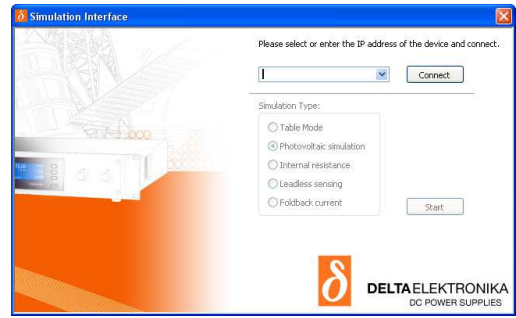 Simulation Interface
Please select or enter the IP address of the device and connect.
Connect
Simulation Type:
Table Mode
Photovoltaic simulation
Internal resistance
Leadless sensing
Foldback current
Start
DELTA ELEKTRONIKA
DC POWER SUPPLIES